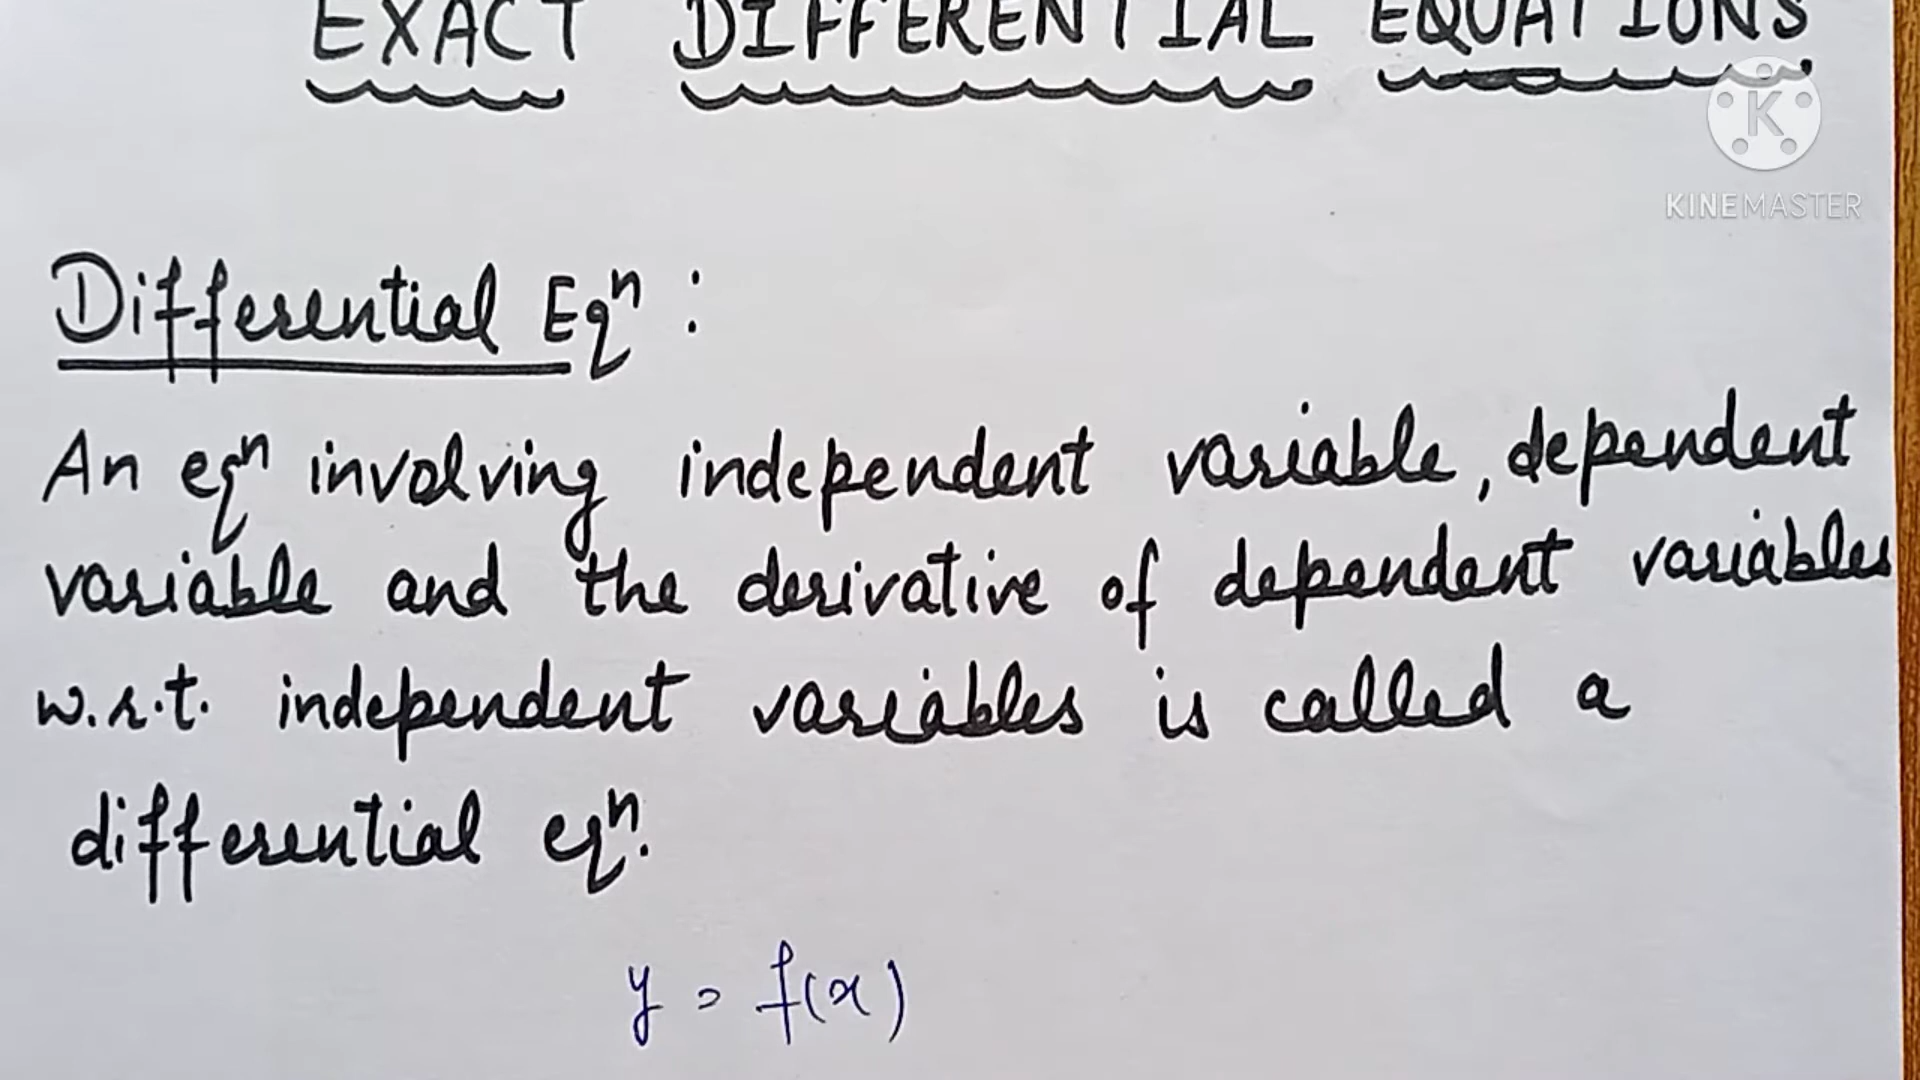 EXACT DIFFERENTIAL EQUATIONS
K
KINEMASTER
Differential Eqⁿ :
An eqⁿ involving independent variable, dependent
variable and the derivative of dependent variables
w.r.t. independent variables is called a
differential eqⁿ.
y = f(x)